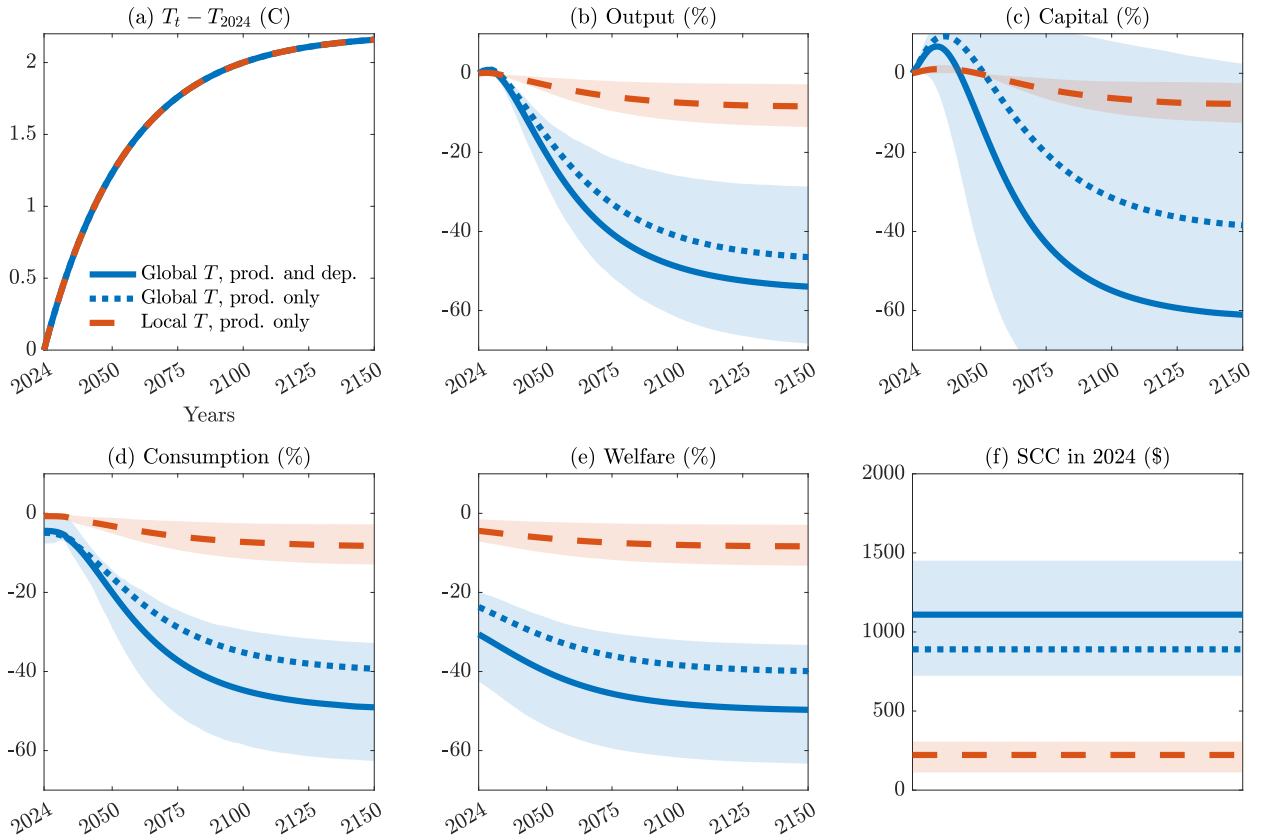 (a) $T_t - T_{2024}$ (C)
2
1.5
1
0.5
0
Global T, prod. and dep.
Global T, prod. only
Local T, prod. only
2024 2050 2075 2100 2125 2150
Years
(b) Output (%)
0
-20
-40
-60
2024 2050 2075 2100 2125 2150
(c) Capital (%)
0
-20
-40
-60
2024 2050 2075 2100 2125 2150
(d) Consumption (%)
0
-20
-40
-60
2024 2050 2075 2100 2125 2150
(e) Welfare (%)
0
-20
-40
-60
2024 2050 2075 2100 2125 2150
(f) SCC in 2024 ($)
2000
1500
1000
500
0